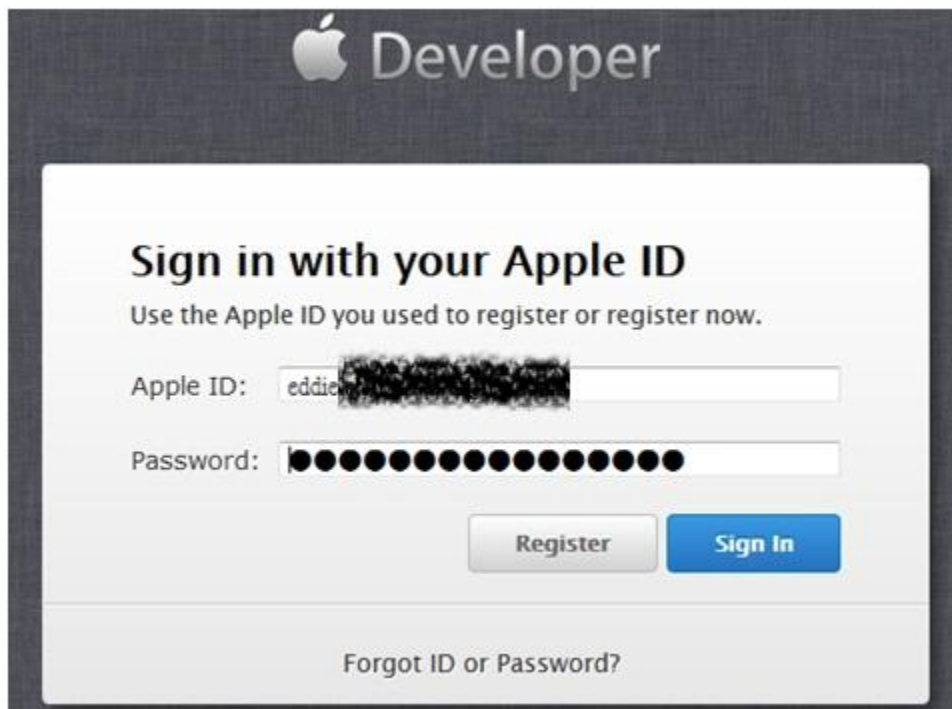 Developer
Sign in with your Apple ID
Use the Apple ID you used to register or register now.
Apple ID: eddie
Password: ●●●●●●●●●●●●●●●●
Register Sign In
Forgot ID or Password?